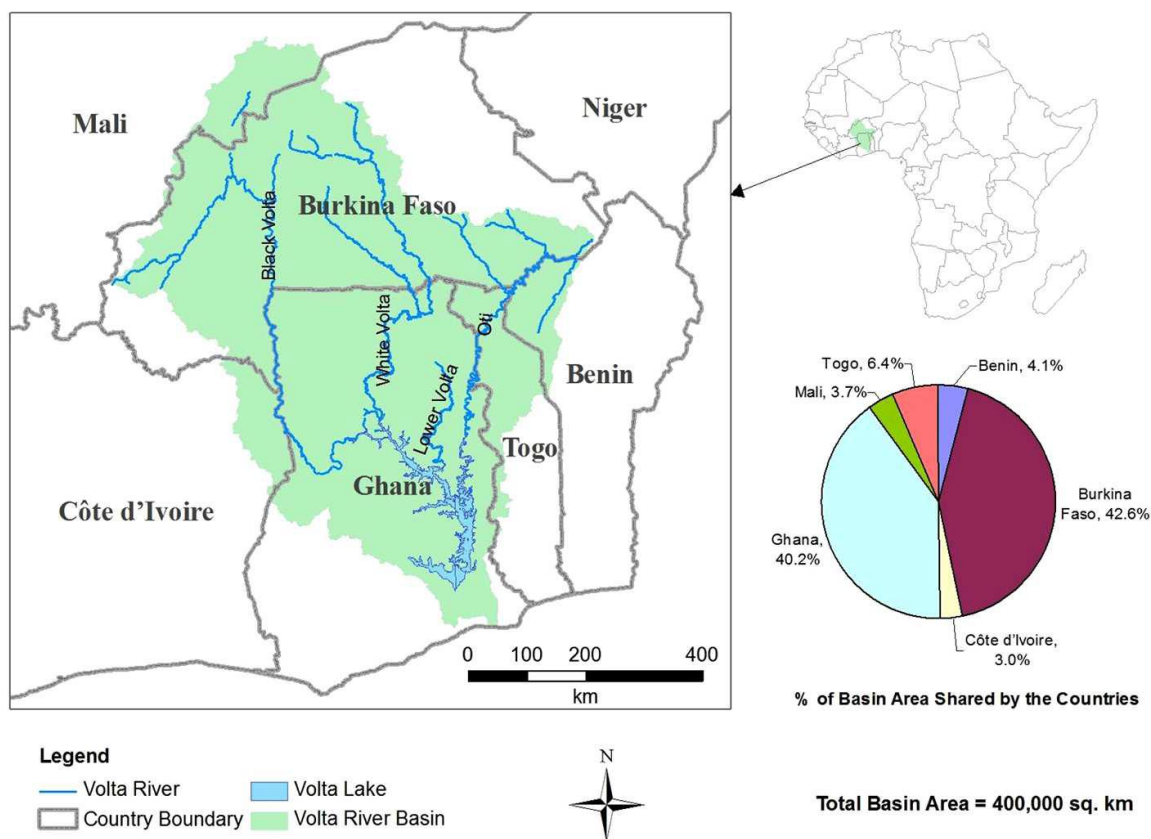 Mali
Niger
Burkina Faso
Black Volta
White Volta
Oti
Lower Volta
Benin
Togo
Ghana
Côte d’Ivoire
0 100 200 400
km
Togo, 6.4%
Benin, 4.1%
Mali, 3.7%
Burkina
Faso, 42.6%
Ghana,
40.2%
Côte d’Ivoire,
3.0%
% of Basin Area Shared by the Countries
Legend
Volta River
Volta Lake
Country Boundary
Volta River Basin
N
Total Basin Area = 400,000 sq. km